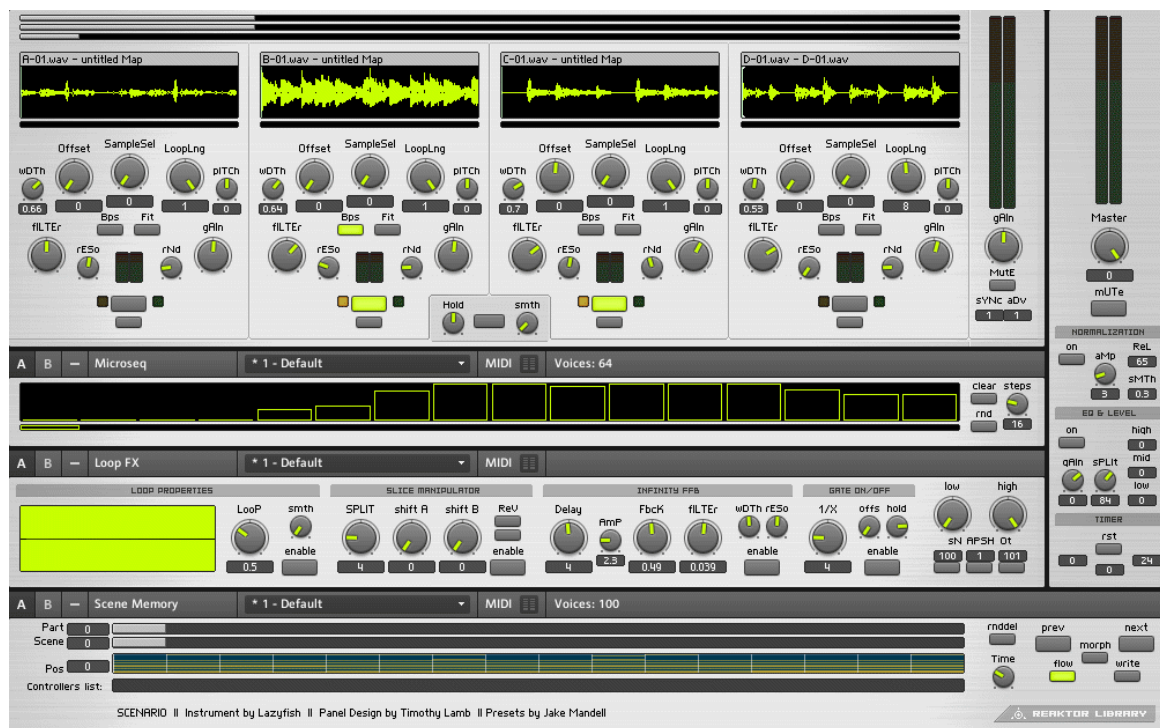 A-01.wav - untitled Map B-01.wav - untitled Map C-01.wav - untitled Map D-01.wav - D-01.wav
Offset SampleSel LoopLng Offset SampleSel LoopLng Offset SampleSel LoopLng Offset SampleSel LoopLng
wDTh pITCh wDTh pITCh wDTh pITCh wDTh pITCh
0.66 0 0 1 0 0.64 0 0 1 0 0.7 0 0 1 0 0.53 0 0 8 0
Bps Fit Bps Fit Bps Fit Bps Fit
fILTEr gAIn fILTEr gAIn fILTEr gAIn fILTEr gAIn
rESo rNd rESo rNd rESo rNd rESo rNd
Hold smth
gAIn
MutE
sYNc aDv
1 1
Master
0
mUTe
NORMALIZATION
on ReL
aMp 65
sMTh
3 0.3
EQ & LEVEL
on high
0
gAIn sPLIt mid
0
low
0 84 0
TIMER
rst
0 24
0
A B Microseq * 1 - Default MIDI Voices: 64
clear steps
rnd 16
A B Loop FX * 1 - Default MIDI
LOOP PROPERTIES SLICE MANIPULATOR INFINITY FFB GATE ON/OFF
LooP smth SPLIT shift A shift B ReV Delay AmP FbcK fILTEr wDTh rESo 1/X offs hold low high
enable enable enable enable
0.5 4 0 0 4 2.3 0.49 0.039 4
sN APSH Ot
100 1 101
A B Scene Memory * 1 - Default MIDI Voices: 100
Part 0
Scene 0
Pos 0
Controllers list:
rnddel prev next
morph
Time flow write
SCENARIO II Instrument by Lazyfish II Panel Design by Timothy Lamb II Presets by Jake Mandell
REAKTOR LIBRARY